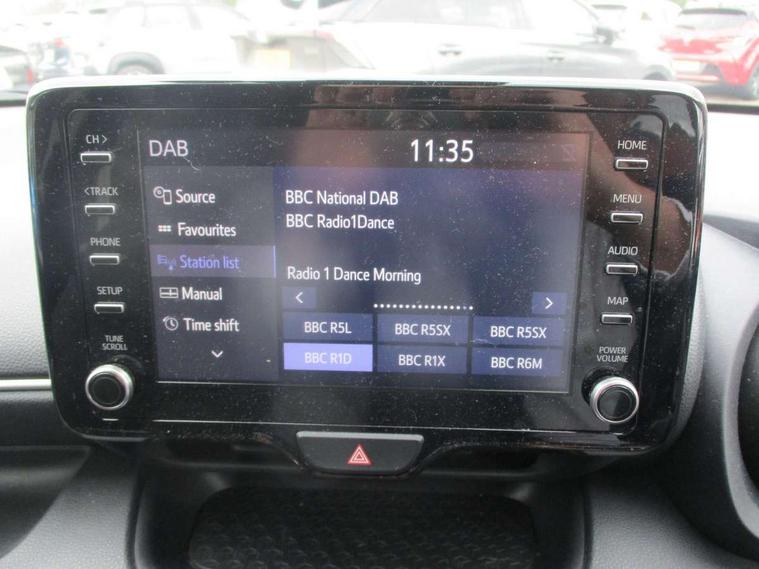 DAB 11:35
CH >
<TRACK
PHONE
SETUP
TUNE
SCROLL
Source
Favourites
Station list
Manual
Time shift
BBC National DAB
BBC Radio1Dance
Radio 1 Dance Morning
< >
BBC R5L BBC R5SX BBC R5SX
BBC R1D BBC R1X BBC R6M
HOME
MENU
AUDIO
MAP
POWER
VOLUME